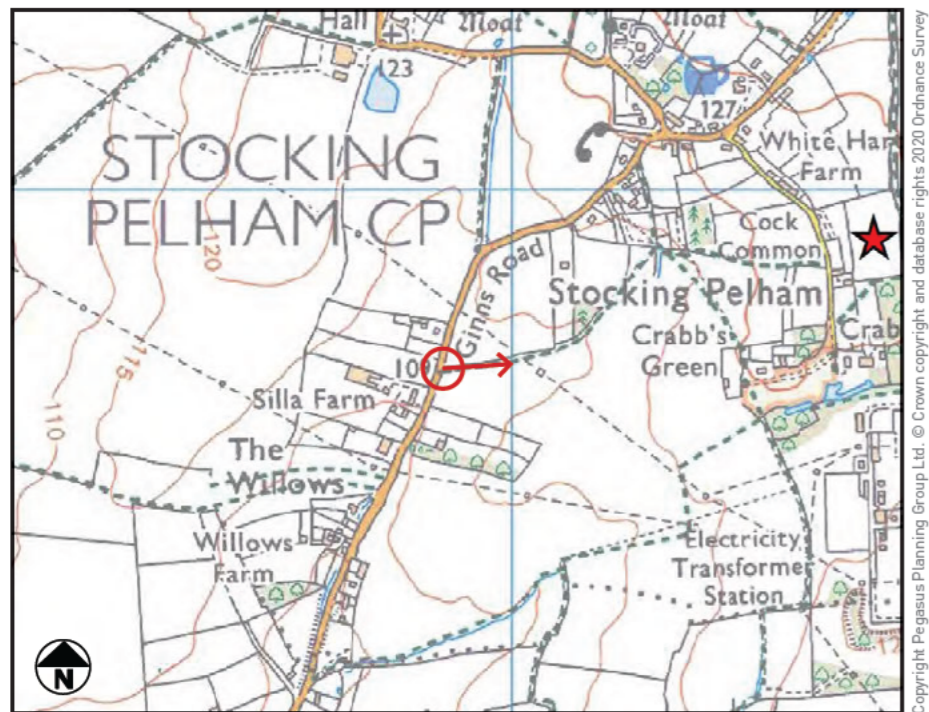 Hall
Moat
Moat
123
127
STOCKING
PELHAM CP
White Har
Farm
120
Cock
Common
Ginns Road
Stocking Pelham
Crabb's
Green
Crab
115
109
110
Silla Farm
The
Willows
Willows
Farm
Electricity
Transformer
Station
12
N
Copyright Pegasus Planning Group Ltd. © Crown copyright and database rights 2020 Ordnance Survey